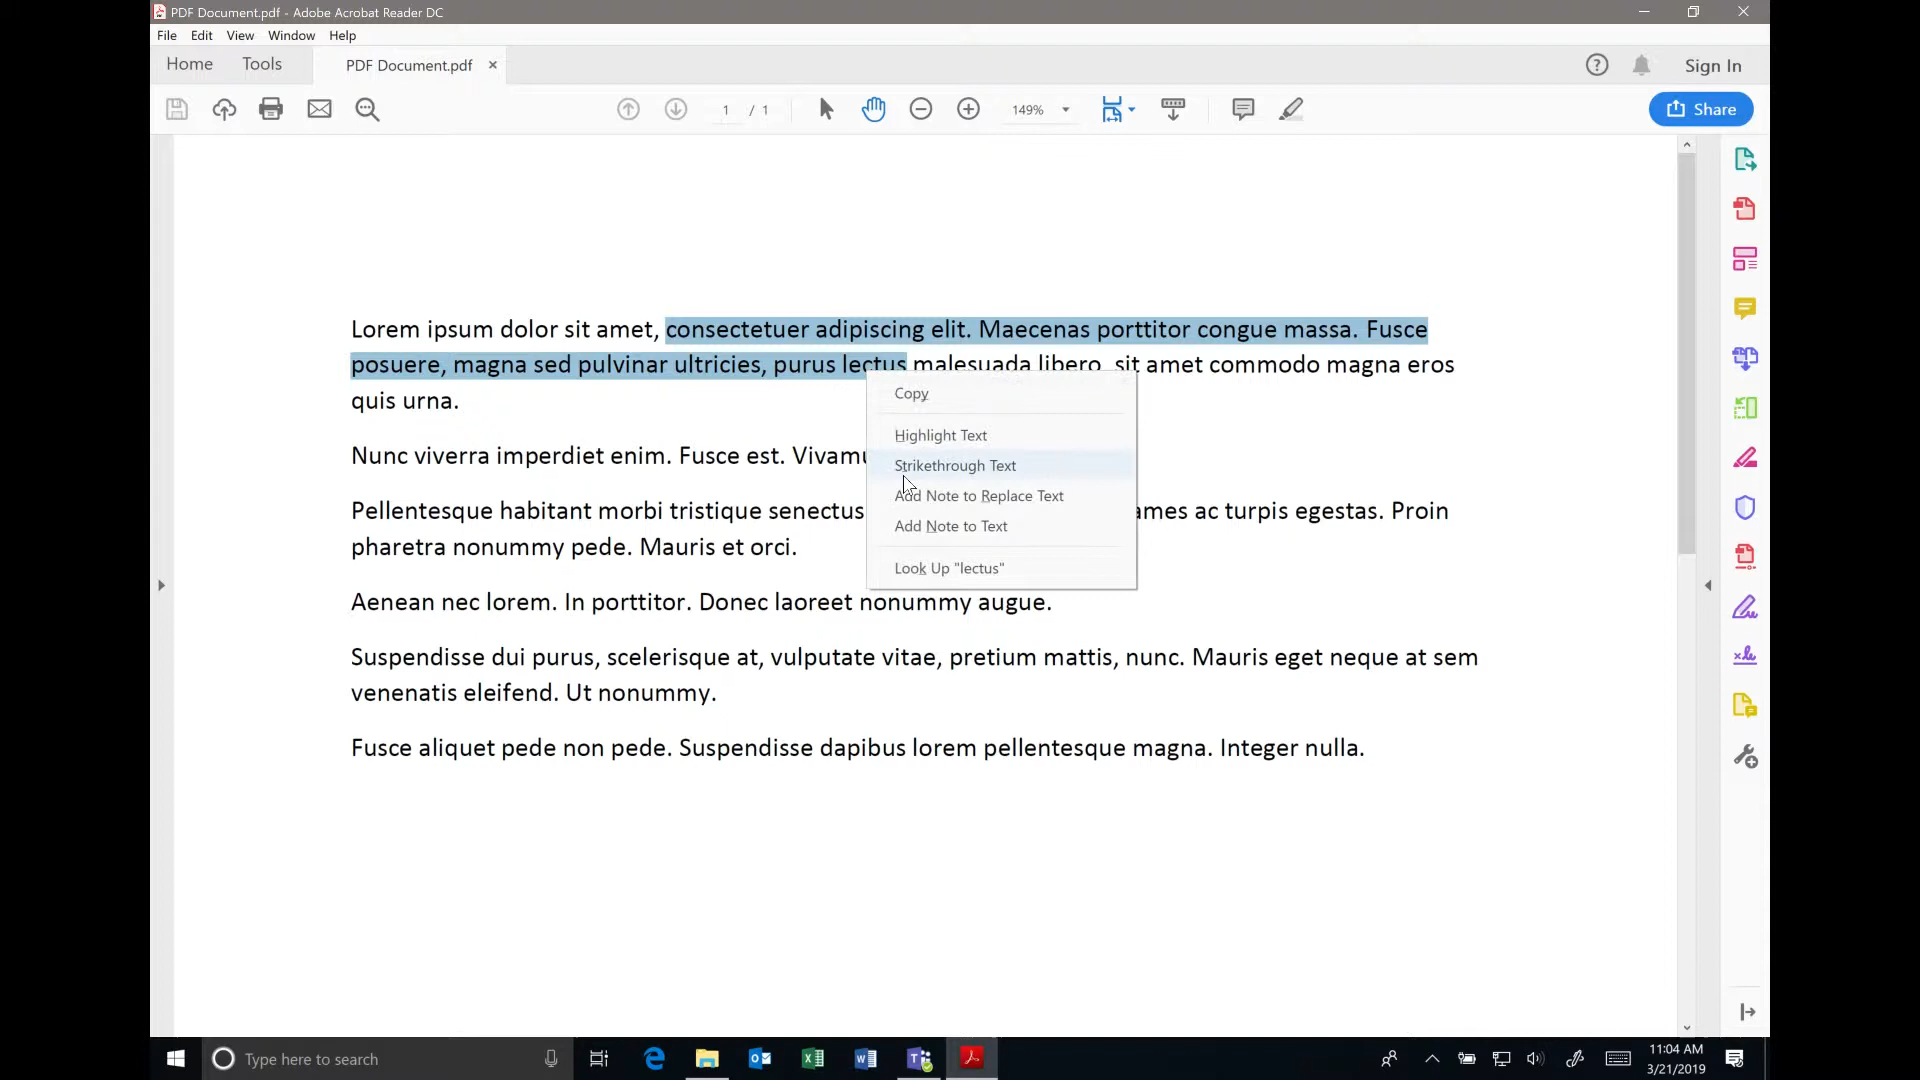 PDF Document.pdf - Adobe Acrobat Reader DC
File Edit View Window Help
Home Tools PDF Document.pdf × Sign In
1 / 1 149% Share
Lorem ipsum dolor sit amet, consectetuer adipiscing elit. Maecenas porttitor congue massa. Fusce
posuere, magna sed pulvinar ultricies, purus lectus malesuada libero, sit amet commodo magna eros
quis urna.
Copy
Highlight Text
Strikethrough Text
Add Note to Replace Text
Add Note to Text
Look Up "lectus"
Nunc viverra imperdiet enim. Fusce est. Vivamu
Pellentesque habitant morbi tristique senectus ames ac turpis egestas. Proin
pharetra nonummy pede. Mauris et orci.
Aenean nec lorem. In porttitor. Donec laoreet nonummy augue.
Suspendisse dui purus, scelerisque at, vulputate vitae, pretium mattis, nunc. Mauris eget neque at sem
venenatis eleifend. Ut nonummy.
Fusce aliquet pede non pede. Suspendisse dapibus lorem pellentesque magna. Integer nulla.
Type here to search
11:04 AM
3/21/2019